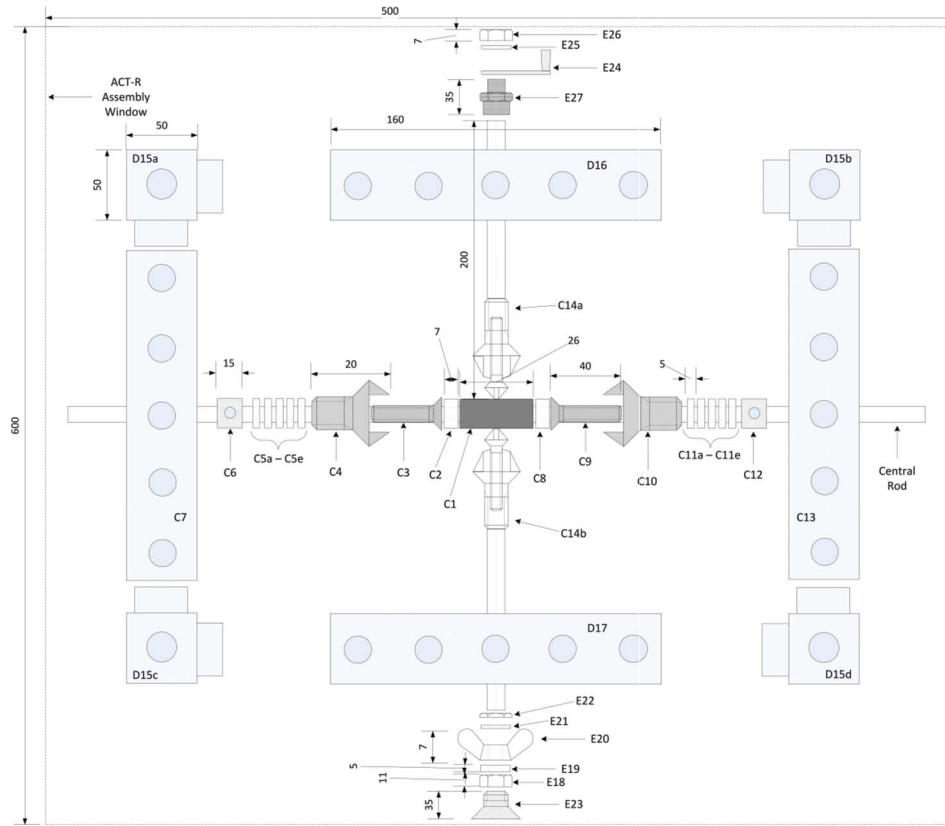 500
E26
7
E25
E24
ACT-R
Assembly
Window
35
E27
50
160
D15a
D16
D15b
50
200
C14a
7
26
15
20
40
5
600
C6
C5a – C5e
C4
C3
C2
C1
C8
C9
C10
C11a – C11e
C12
Central
Rod
C7
C14b
C13
D17
D15c
D15d
E22
E21
7
E20
5
E19
11
E18
35
E23